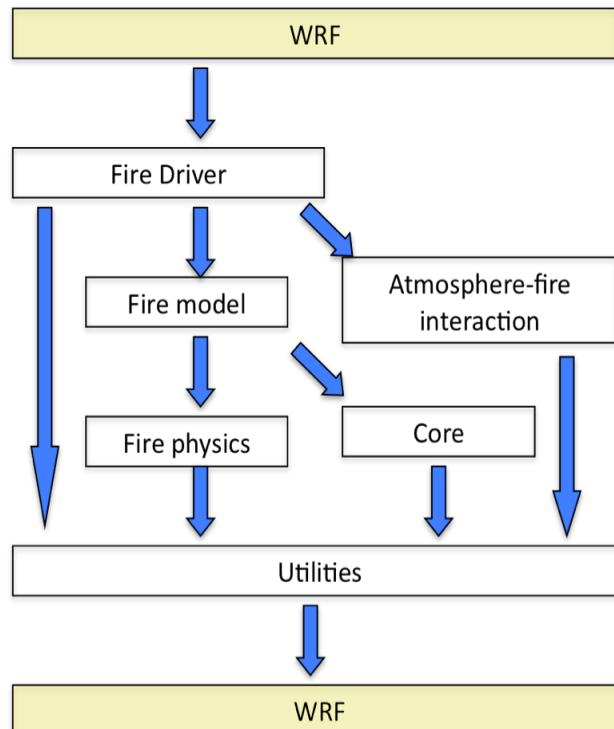 WRF
Fire Driver
Fire model
Atmosphere-fire
interaction
Fire physics
Core
Utilities
WRF